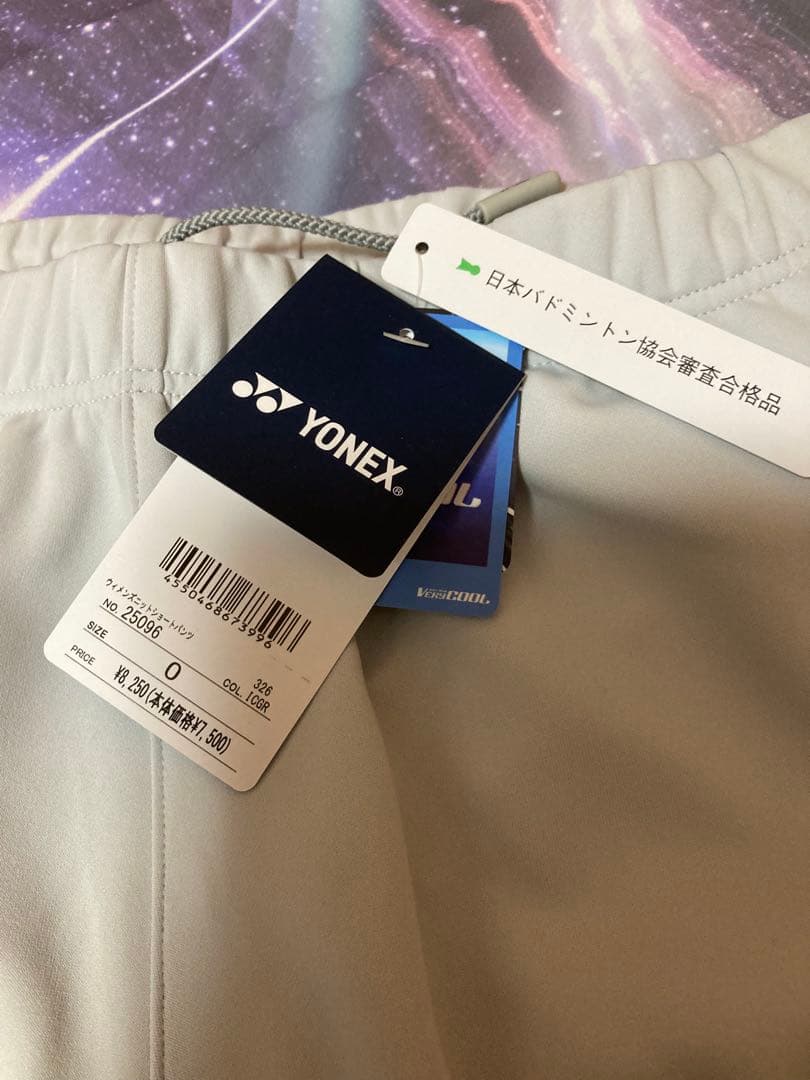 日本バドミントン協会審査合格品
YONEX®
VERYCOOL
4550468673996
ウィメンズニットショートパンツ
NO. 25096
326
SIZE O COL. ICGR
PRICE ¥8,250(本体価格¥7,500)